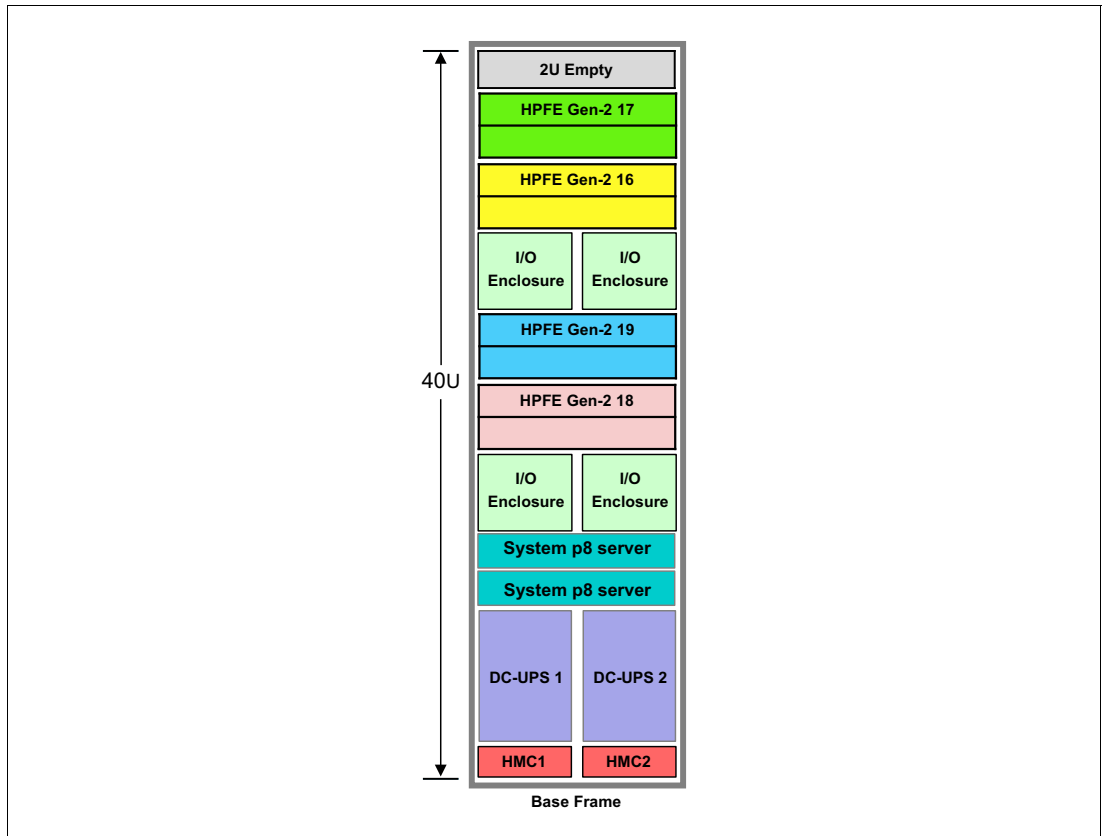 2U Empty
HPFE Gen-2 17
HPFE Gen-2 16
I/O
Enclosure
I/O
Enclosure
HPFE Gen-2 19
40U
HPFE Gen-2 18
I/O
Enclosure
I/O
Enclosure
System p8 server
System p8 server
DC-UPS 1
DC-UPS 2
HMC1
HMC2
Base Frame